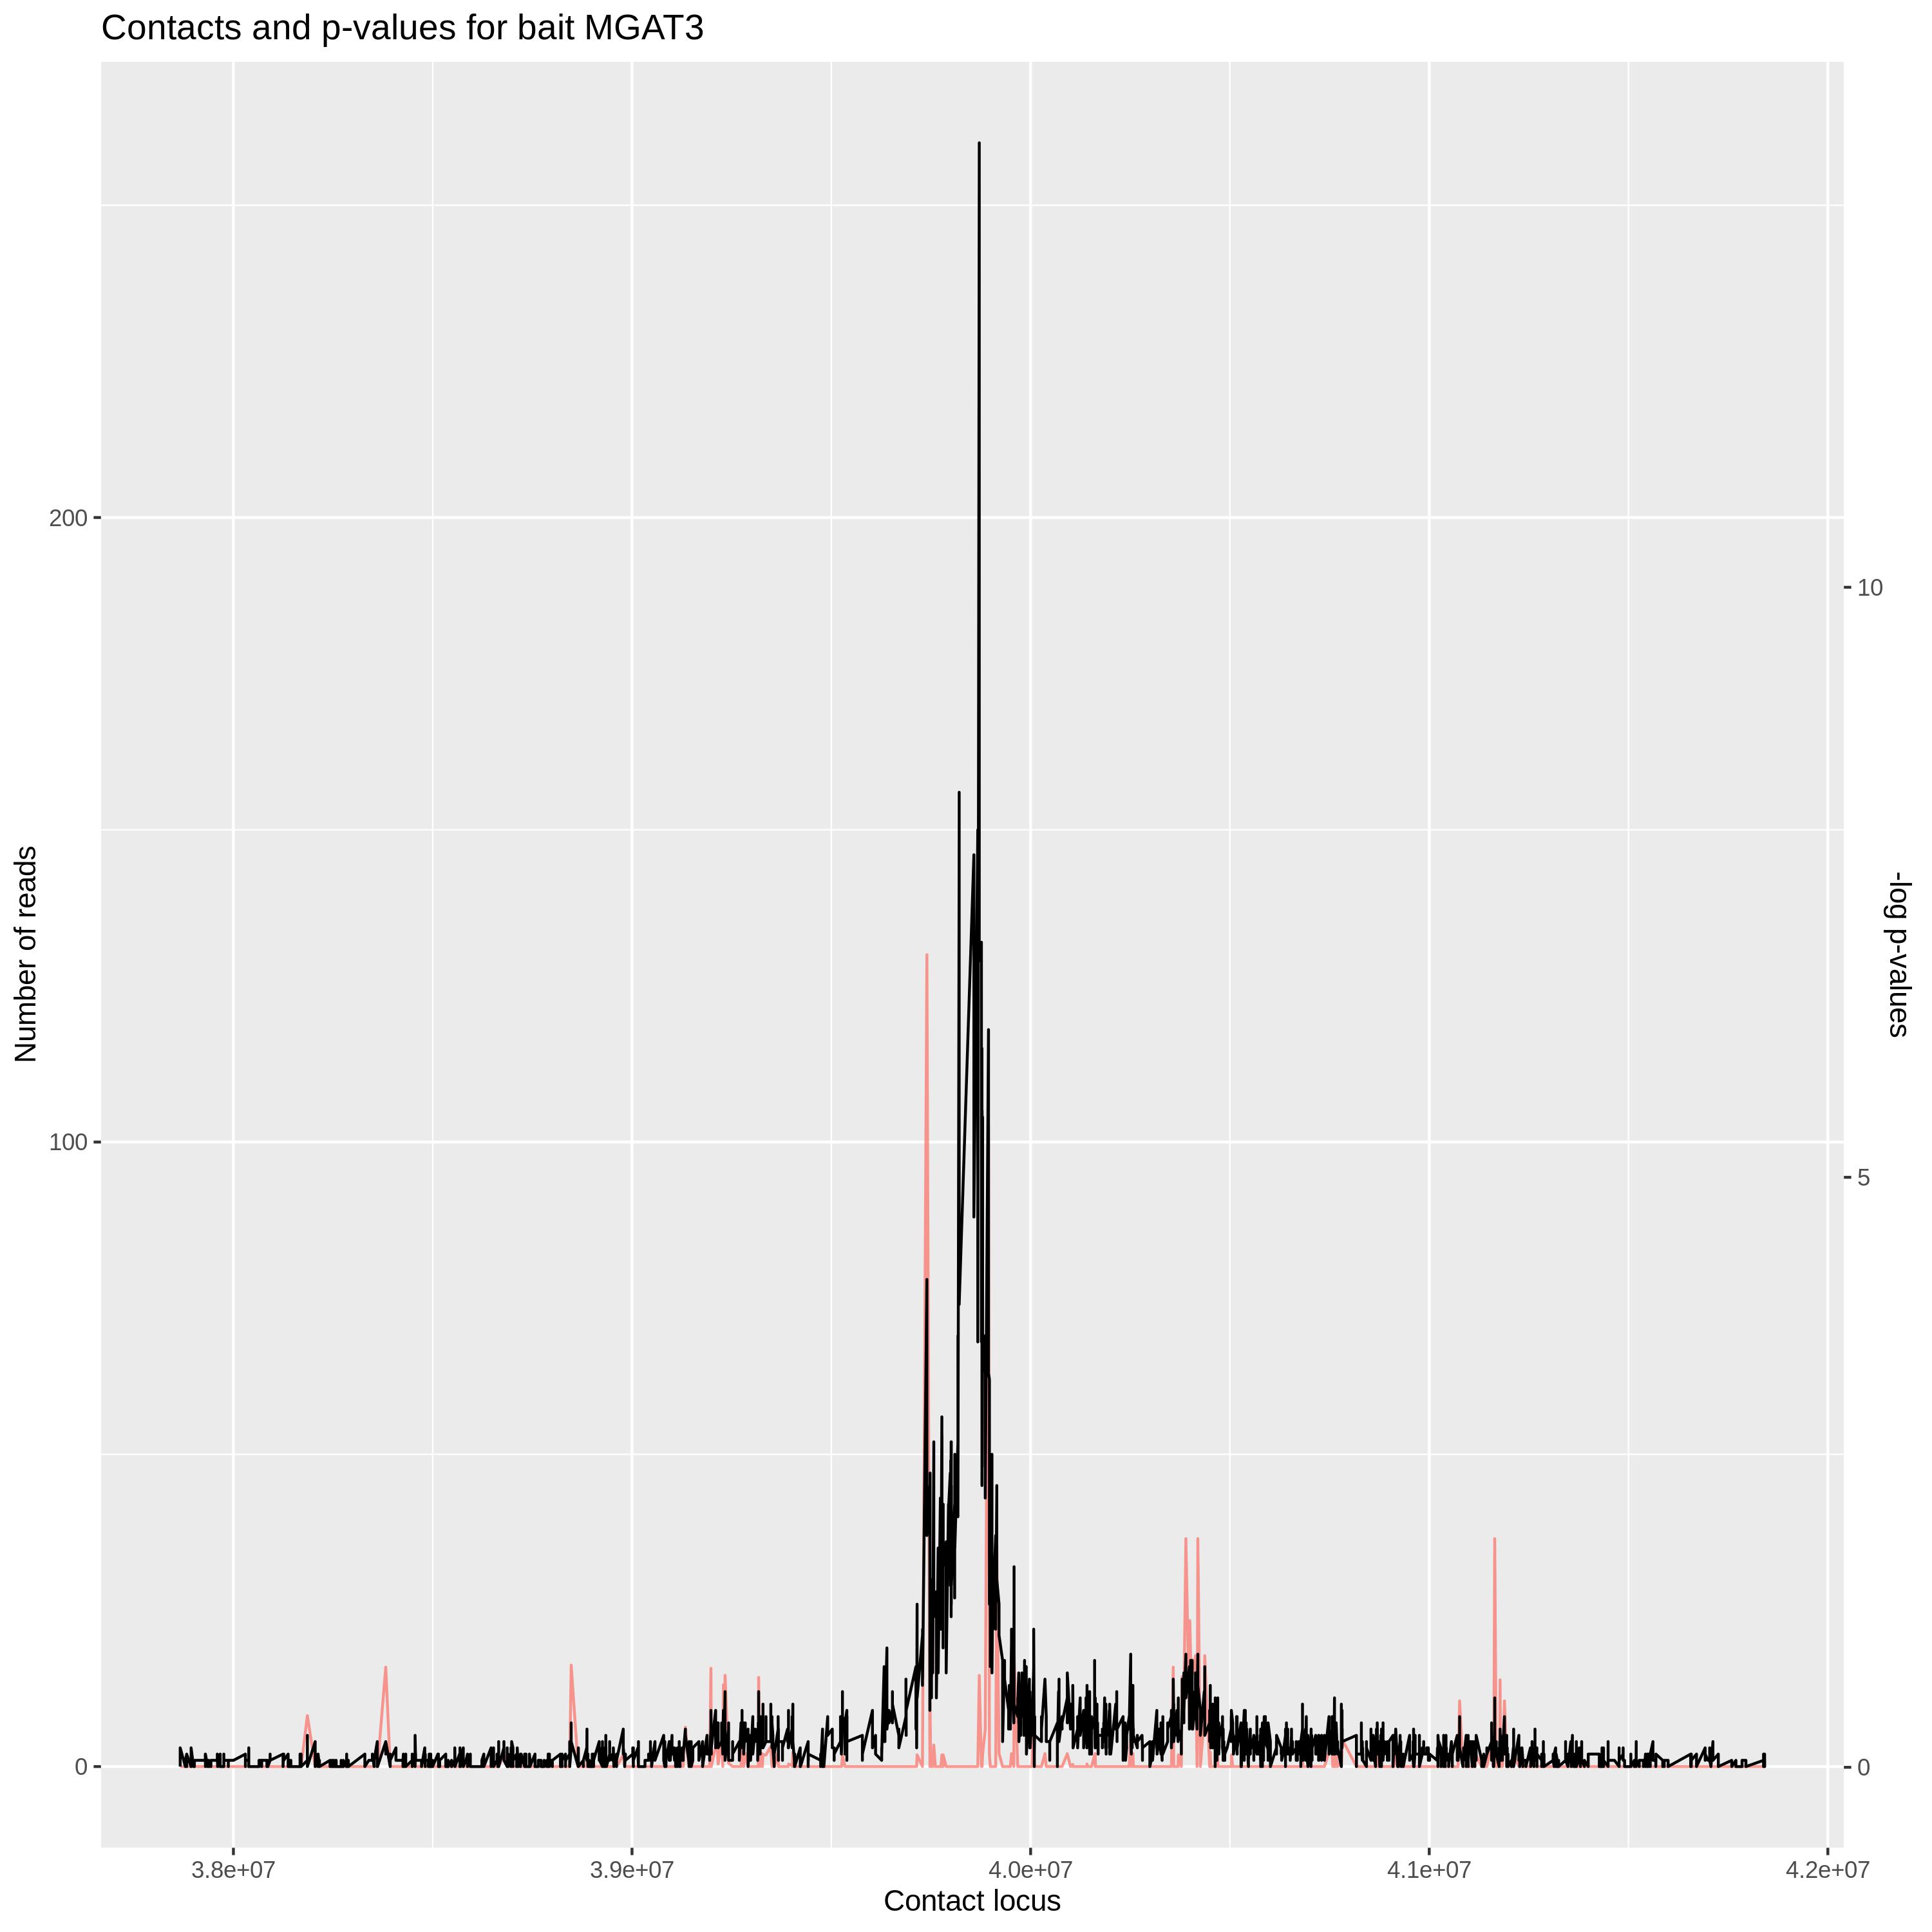 Contacts and p-values for bait MGAT3
Number of reads
200
100
0
10
5
0
-log p-values
3.8e+07
3.9e+07
4.0e+07
4.1e+07
4.2e+07
Contact locus